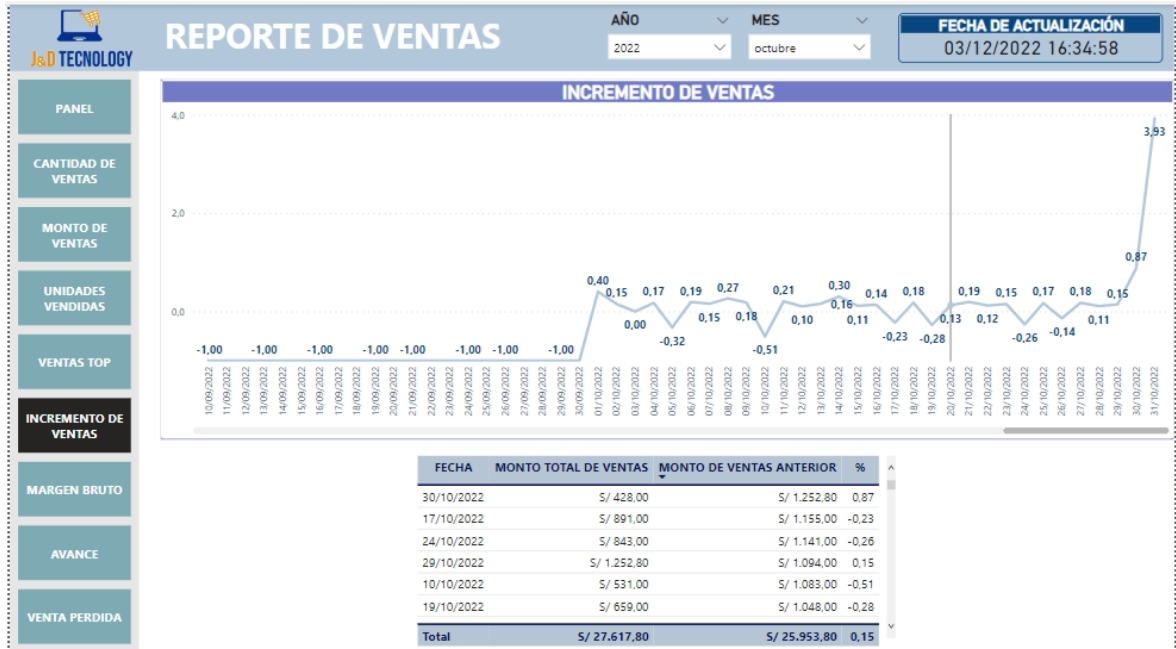 J&D TECNOLOGY
REPORTE DE VENTAS
AÑO
2022
MES
octubre
FECHA DE ACTUALIZACIÓN
03/12/2022 16:34:58
PANEL
CANTIDAD DE
VENTAS
MONTO DE
VENTAS
UNIDADES
VENDIDAS
VENTAS TOP
INCREMENTO DE
VENTAS
MARGEN BRUTO
AVANCE
VENTA PERDIDA
INCREMENTO DE VENTAS
4,0
2,0
0,0
-1,00 -1,00 -1,00 -1,00 -1,00 -1,00 -1,00 -1,00
0,40 0,15 0,00 0,17 -0,32 0,19 0,15 0,27 0,18 -0,51 0,21 0,10 0,16 0,30 0,11 0,14 -0,23 0,18 -0,28 0,13 0,19 0,12 0,15 -0,26 0,17 -0,14 0,18 0,11 0,15 0,87 3,93
10/09/2022
11/09/2022
12/09/2022
13/09/2022
14/09/2022
15/09/2022
16/09/2022
17/09/2022
18/09/2022
19/09/2022
20/09/2022
21/09/2022
22/09/2022
23/09/2022
24/09/2022
25/09/2022
26/09/2022
27/09/2022
28/09/2022
29/09/2022
30/09/2022
01/10/2022
02/10/2022
03/10/2022
04/10/2022
05/10/2022
06/10/2022
07/10/2022
08/10/2022
09/10/2022
10/10/2022
11/10/2022
12/10/2022
13/10/2022
14/10/2022
15/10/2022
16/10/2022
17/10/2022
18/10/2022
19/10/2022
20/10/2022
21/10/2022
22/10/2022
23/10/2022
24/10/2022
25/10/2022
26/10/2022
27/10/2022
28/10/2022
29/10/2022
30/10/2022
31/10/2022
FECHA MONTO TOTAL DE VENTAS MONTO DE VENTAS ANTERIOR %
30/10/2022 S/ 428,00 S/ 1.252,80 0,87
17/10/2022 S/ 891,00 S/ 1.155,00 -0,23
24/10/2022 S/ 843,00 S/ 1.141,00 -0,26
29/10/2022 S/ 1.252,80 S/ 1.094,00 0,15
10/10/2022 S/ 531,00 S/ 1.083,00 -0,51
19/10/2022 S/ 659,00 S/ 1.048,00 -0,28
Total S/ 27.617,80 S/ 25.953,80 0,15